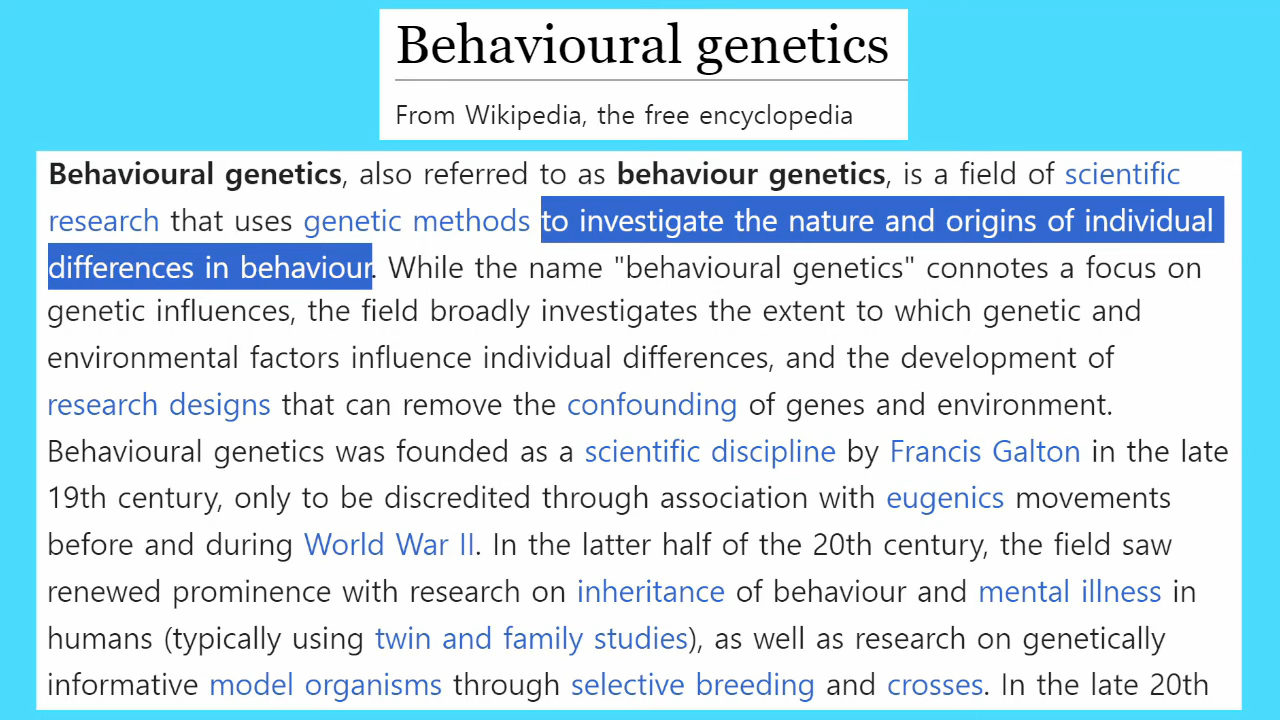 Behavioural genetics
From Wikipedia, the free encyclopedia
Behavioural genetics, also referred to as behaviour genetics, is a field of scientific
research that uses genetic methods to investigate the nature and origins of individual
differences in behaviour. While the name "behavioural genetics" connotes a focus on
genetic influences, the field broadly investigates the extent to which genetic and
environmental factors influence individual differences, and the development of
research designs that can remove the confounding of genes and environment.
Behavioural genetics was founded as a scientific discipline by Francis Galton in the late
19th century, only to be discredited through association with eugenics movements
before and during World War II. In the latter half of the 20th century, the field saw
renewed prominence with research on inheritance of behaviour and mental illness in
humans (typically using twin and family studies), as well as research on genetically
informative model organisms through selective breeding and crosses. In the late 20th